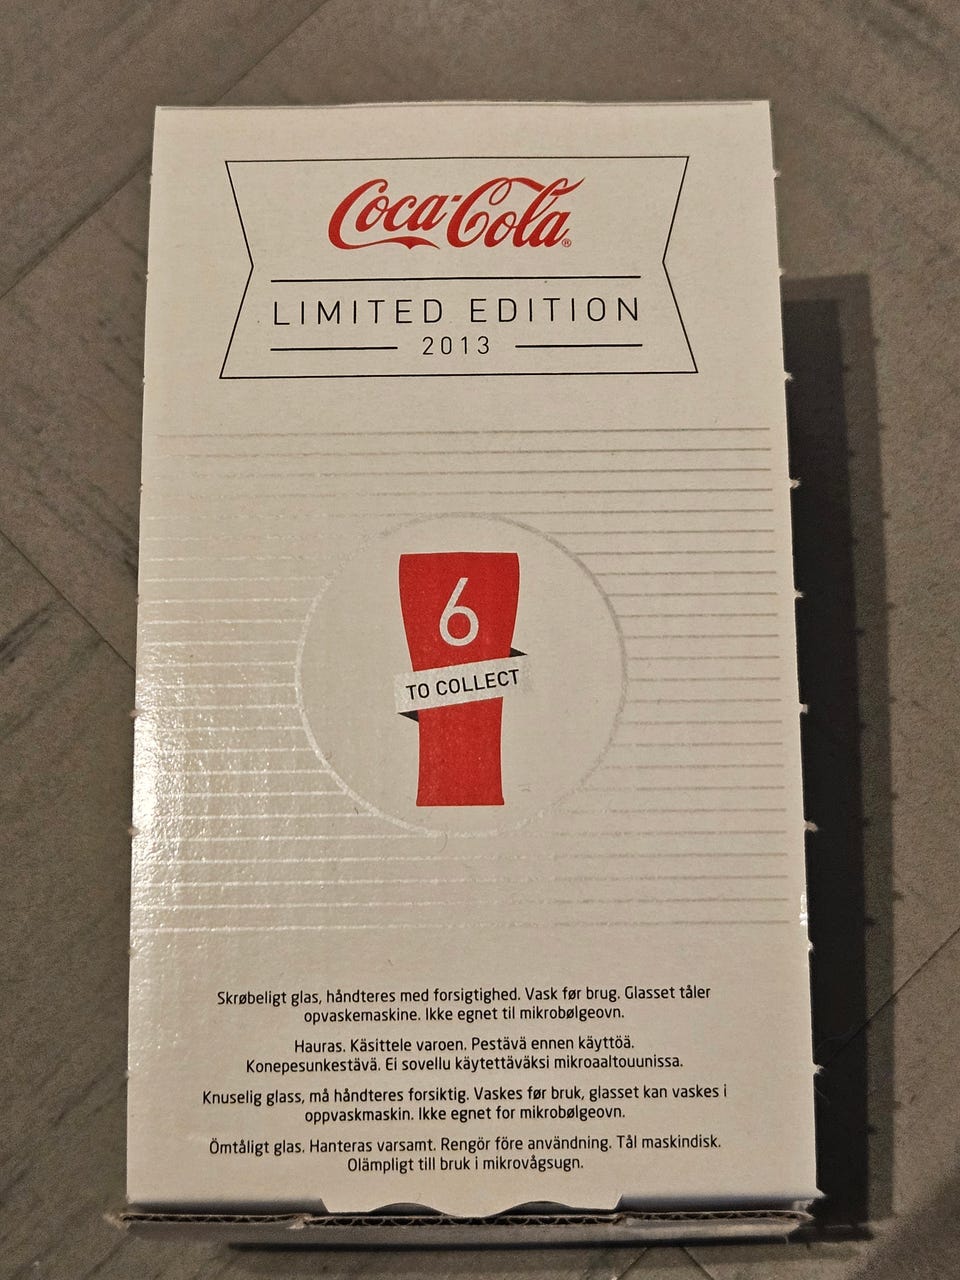 Coca-Cola®
LIMITED EDITION
2013
6
TO COLLECT
Skrøbeligt glas, håndteres med forsigtighed. Vask før brug. Glasset tåler
opvaskemaskine. Ikke egnet til mikrobølgeovn.
Hauras. Käsittele varoen. Pestävä ennen käyttöä.
Konepesunkestävä. Ei sovellu käytettäväksi mikroaaltouunissa.
Knuselig glass, må håndteres forsiktig. Vaskes før bruk, glasset kan vaskes i
oppvaskmaskin. Ikke egnet for mikrobølgeovn.
Ömtåligt glas. Hanteras varsamt. Rengör före användning. Tål maskindisk.
Olämpligt till bruk i mikrovågsugn.